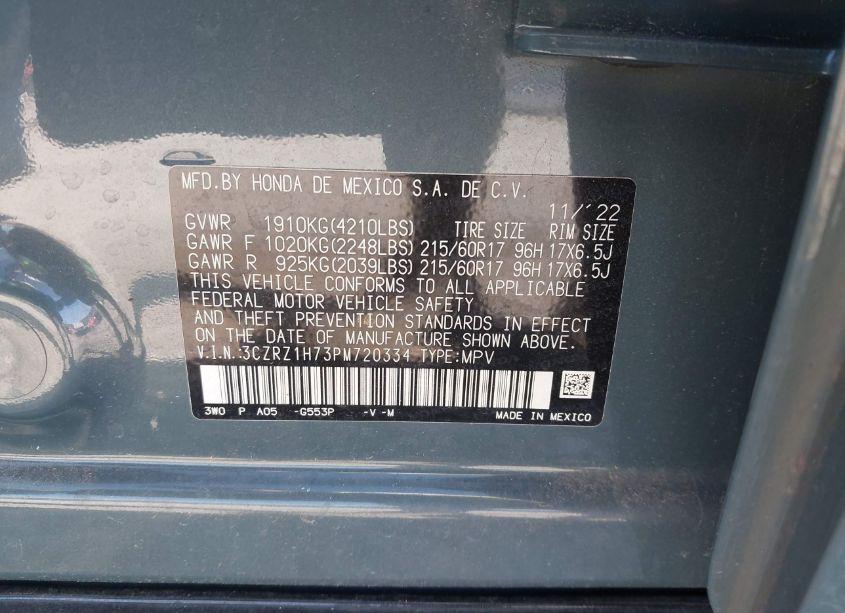 MFD.BY HONDA DE MEXICO S.A. DE C.V.
11/'22
GVWR 1910KG(4210LBS) TIRE SIZE RIM SIZE
GAWR F 1020KG(2248LBS) 215/60R17 96H 17X6.5J
GAWR R 925KG(2039LBS) 215/60R17 96H 17X6.5J
THIS VEHICLE CONFORMS TO ALL APPLICABLE
FEDERAL MOTOR VEHICLE SAFETY
AND THEFT PREVENTION STANDARDS IN EFFECT
ON THE DATE OF MANUFACTURE SHOWN ABOVE.
V.I.N.:3CZRZ1H73PM720334 TYPE:MPV
3W0 P A05 -G553P -V -M MADE IN MEXICO